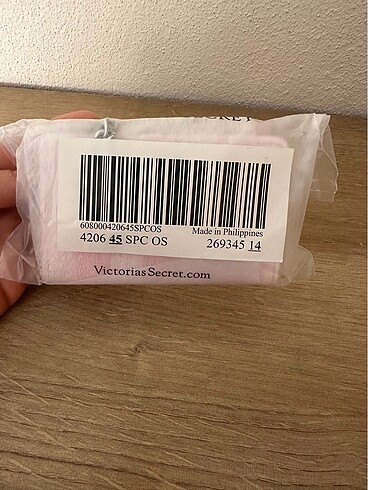 608000420645SPCOS Made in Philippines
4206 45 SPC OS 269345 14
VictoriasSecret.com